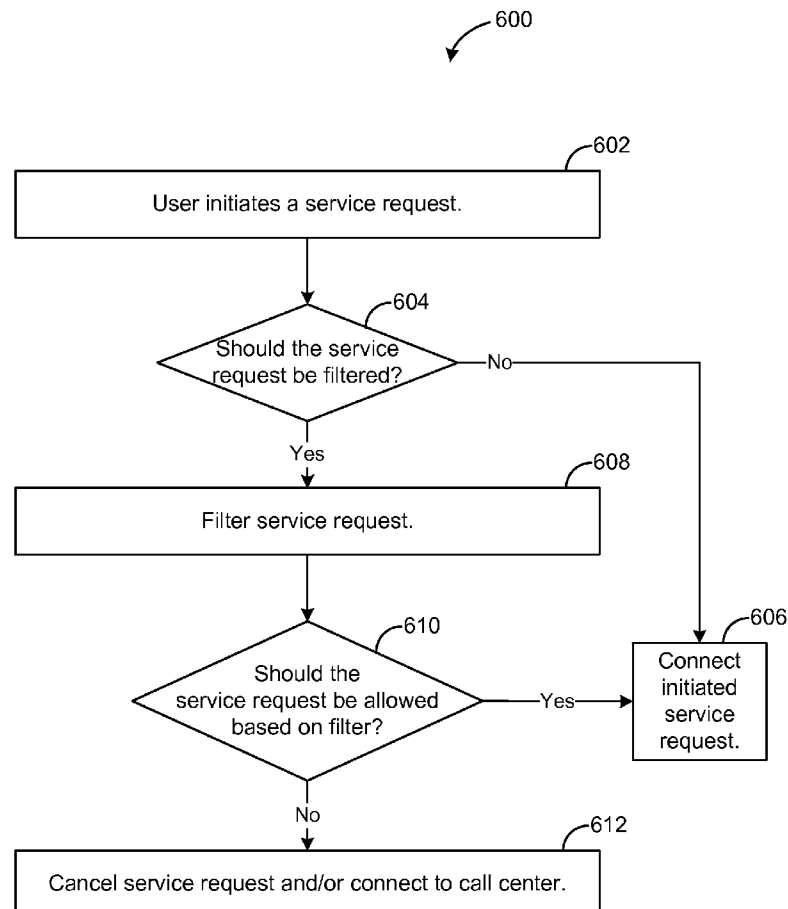 600
602
User initiates a service request.
604
Should the service
request be filtered?
No
Yes
608
Filter service request.
610
Should the
service request be allowed
based on filter?
Yes
606
Connect
initiated
service
request.
No
612
Cancel service request and/or connect to call center.